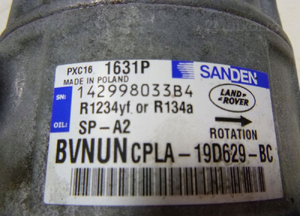 PXC16 1631P
MADE IN POLAND
SANDEN
SN: 142998033B4
R1234yf or R134a
LAND ROVER
OIL: SP-A2
ROTATION
BVNUN CPLA-19D629-BC